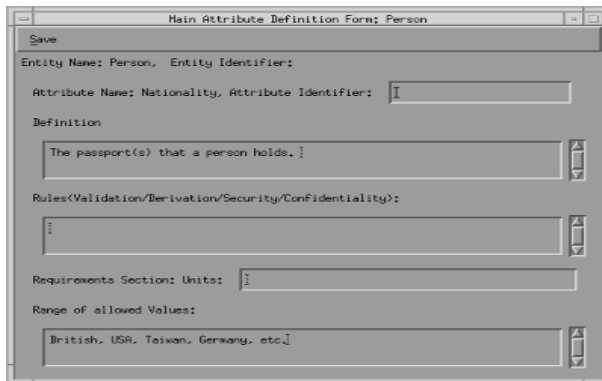 Main Attribute Definition Form: Person
Save
Entity Name: Person, Entity Identifier:
Attribute Name: Nationality, Attribute Identifier:
Definition
The passport(s) that a person holds.
Rules(Validation/Derivation/Security/Confidentiality):
Requirements Section: Units:
Range of allowed Values:
British, USA, Taiwan, Germany, etc.